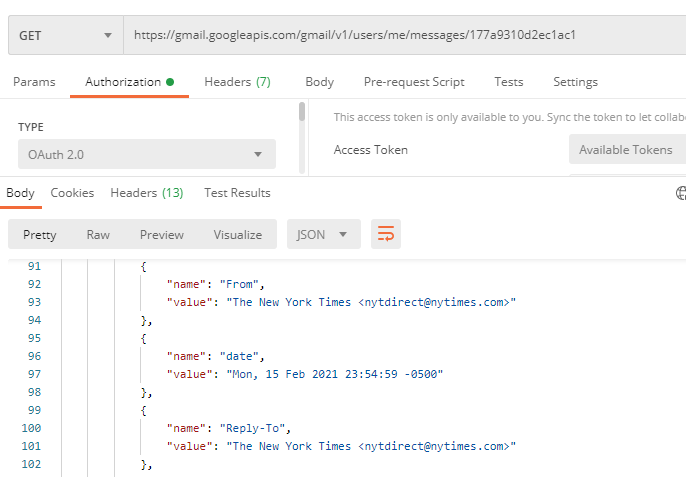 GET https://gmail.googleapis.com/gmail/v1/users/me/messages/177a9310d2ec1ac1
Params Authorization Headers (7) Body Pre-request Script Tests Settings
TYPE
OAuth 2.0
This access token is only available to you. Sync the token to let collab
Access Token Available Tokens
Body Cookies Headers (13) Test Results
Pretty Raw Preview Visualize JSON
91 {
92 "name": "From",
93 "value": "The New York Times <nytdirect@nytimes.com>"
94 },
95 {
96 "name": "date",
97 "value": "Mon, 15 Feb 2021 23:54:59 -0500"
98 },
99 {
100 "name": "Reply-To",
101 "value": "The New York Times <nytdirect@nytimes.com>"
102 },